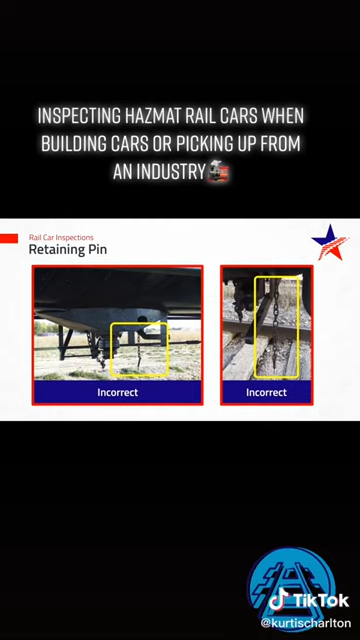 INSPECTING HAZMAT RAIL CARS WHEN
BUILDING CARS OR PICKING UP FROM
AN INDUSTRY
Rail Car Inspections
Retaining Pin
Incorrect
Incorrect
TikTok
@kurtischarlton